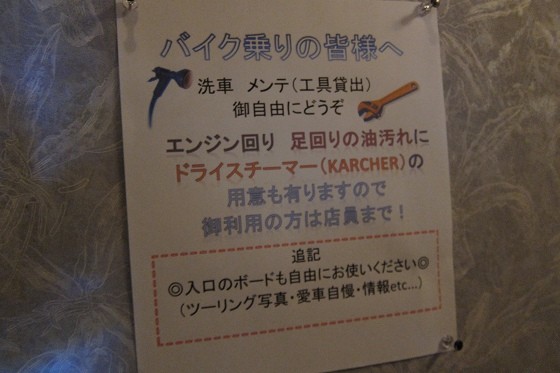 バイク乗りの皆様へ
洗車　メンテ（工具貸出）
御自由にどうぞ
エンジン回り　足回りの油汚れに
ドライスチーマー（KARCHER）の
用意も有りますので
御利用の方は店員まで！
追記
◎入口のボードも自由にお使いください◎
（ツーリング写真・愛車自慢・情報etc…）